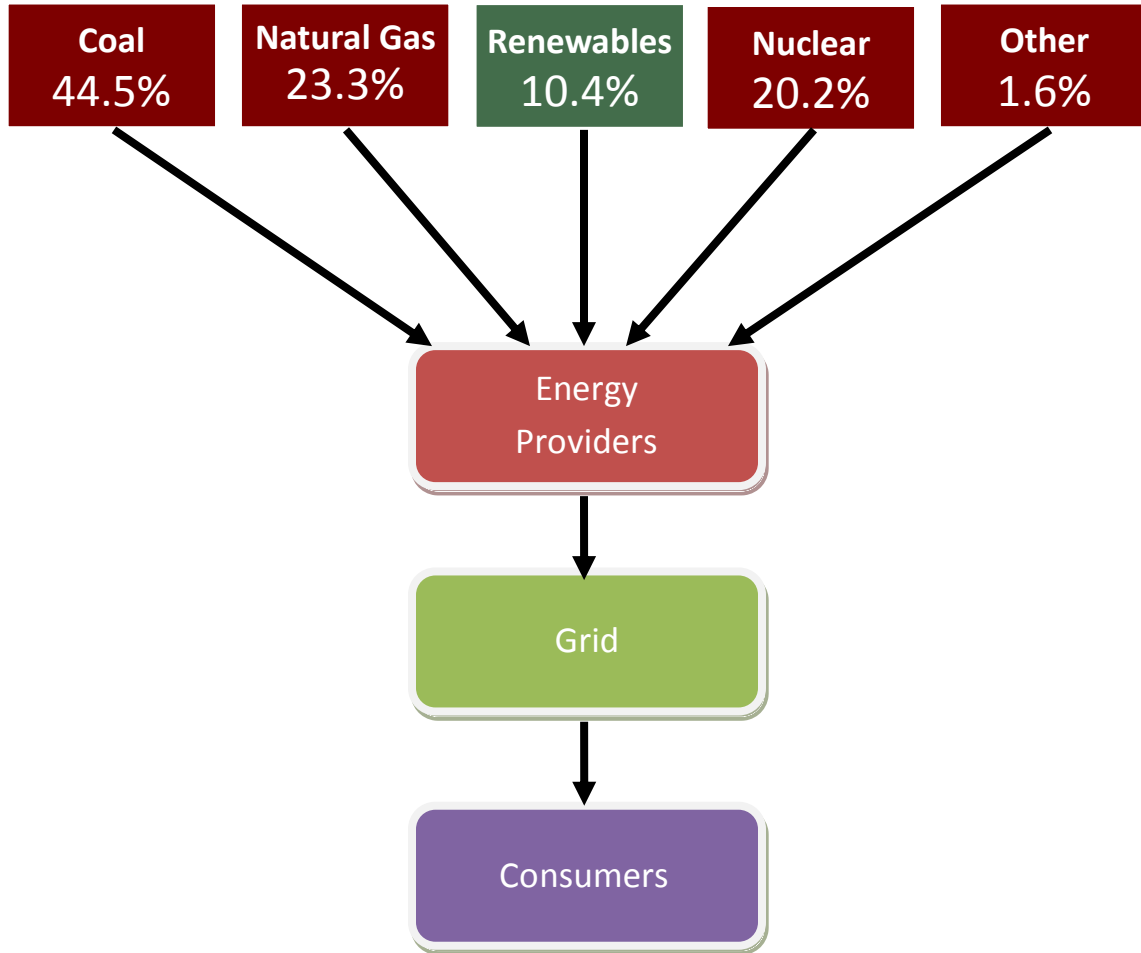 Coal
44.5%
Natural Gas
23.3%
Renewables
10.4%
Nuclear
20.2%
Other
1.6%
Energy
Providers
Grid
Consumers